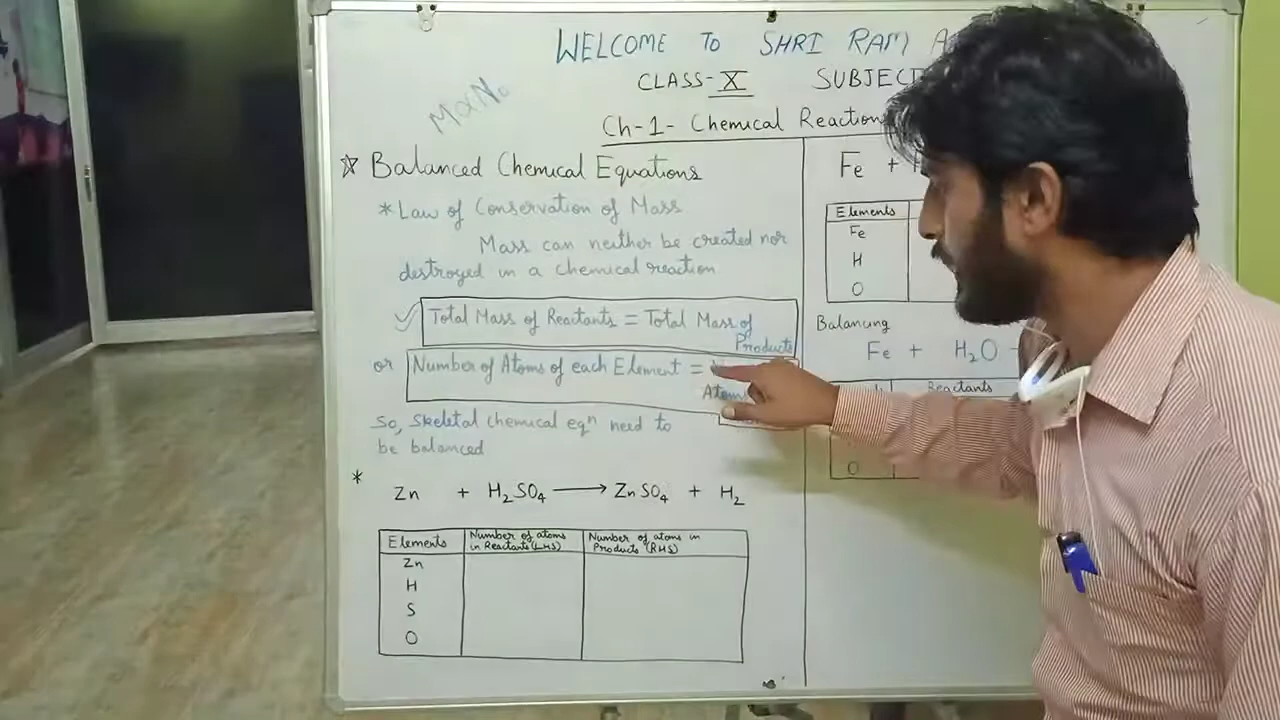 WELCOME TO SHRI RAM
CLASS-X SUBJECT
Ch-1- Chemical Reactions
☆ Balanced Chemical Equations
* Law of Conservation of Mass
Mass can neither be created nor
destroyed in a chemical reaction
✓ Total Mass of Reactants = Total Mass of
Products
or Number of Atoms of each Element =
Atoms
So, skeletal chemical eqn need to
be balanced
* Zn + H2SO4 → ZnSO4 + H2
Elements Number of atoms in Reactants (LHS) Number of atoms in Products (RHS)
Zn
H
S
O
Fe +
Elements
Fe
H
O
Balancing
Fe + H2O
Reactants
O